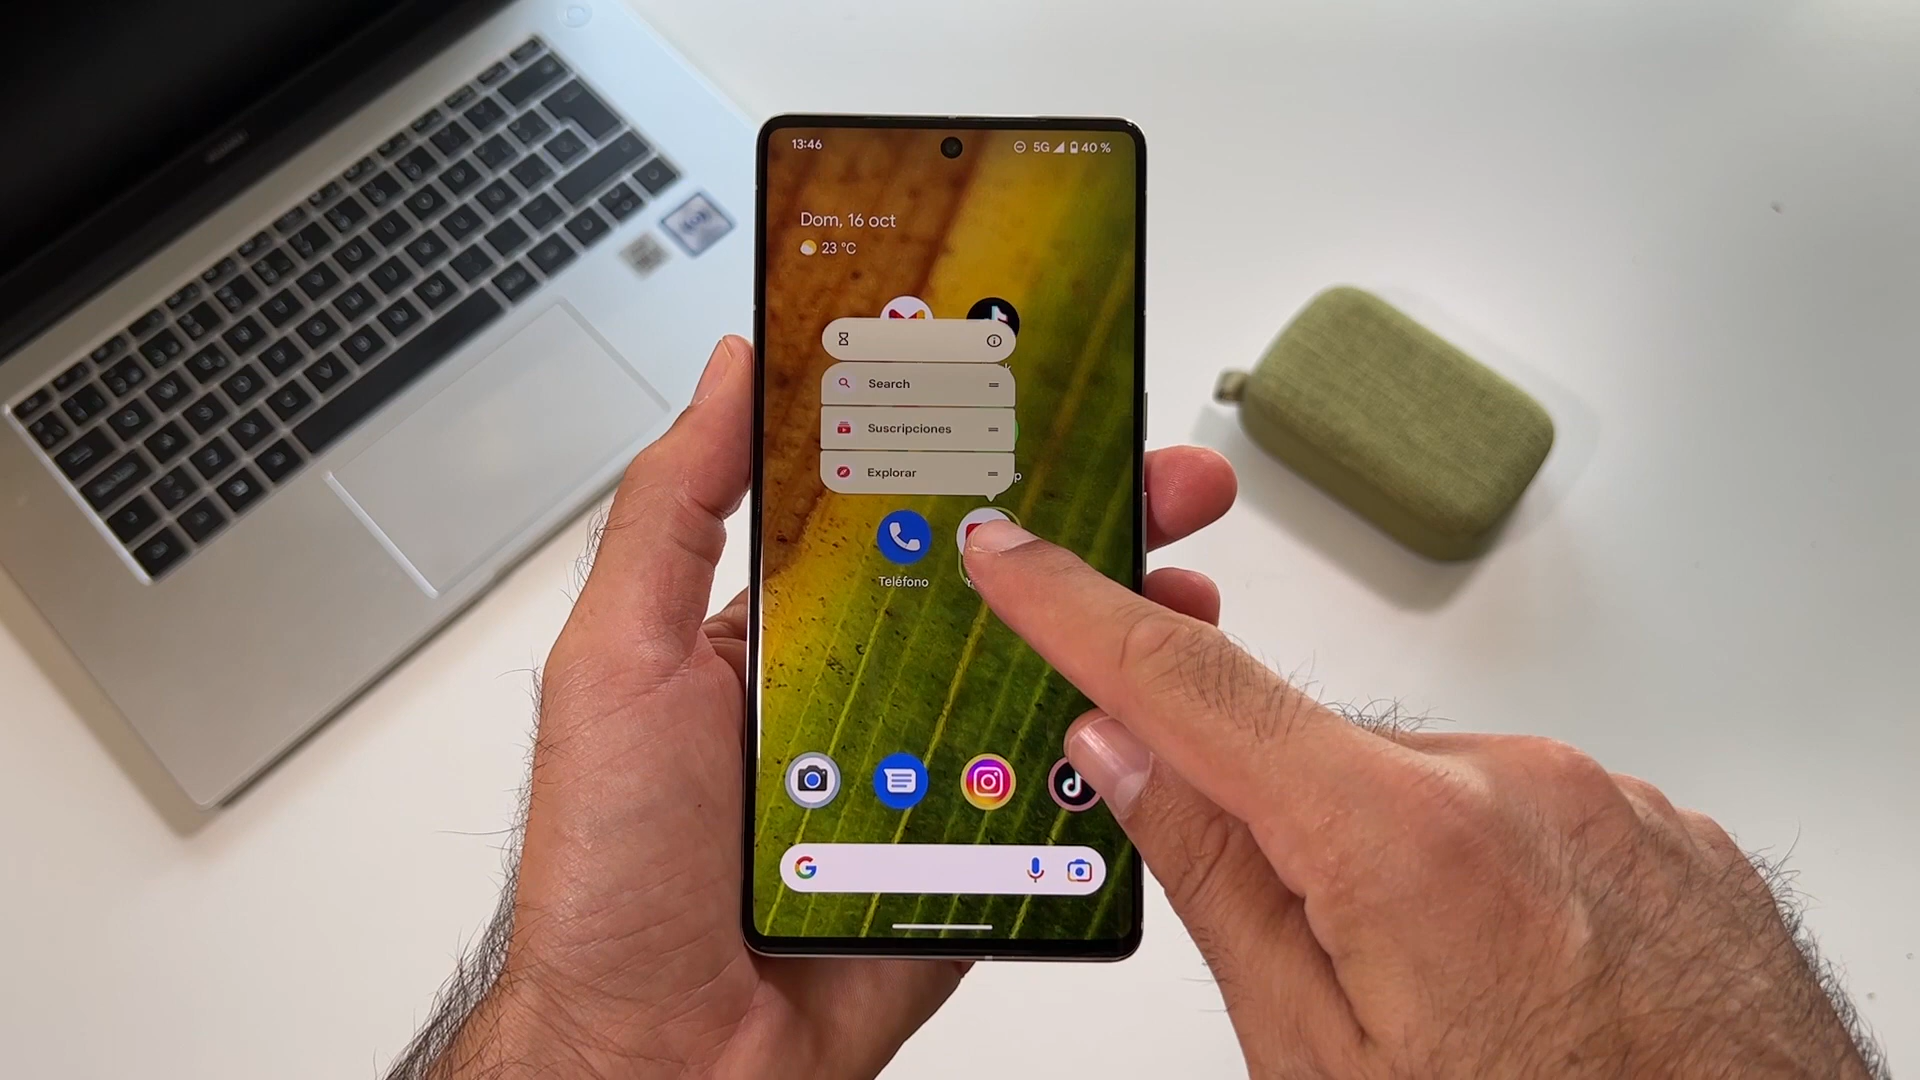 13:46
5G 40 %
Dom, 16 oct
23 °C
Search
Suscripciones
Explorar
p
Teléfono